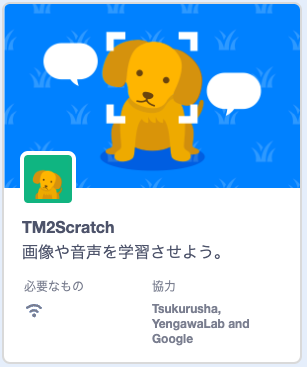 TM2Scratch
画像や音声を学習させよう。
必要なもの
協力
Tsukurusha,
YengawaLab and
Google